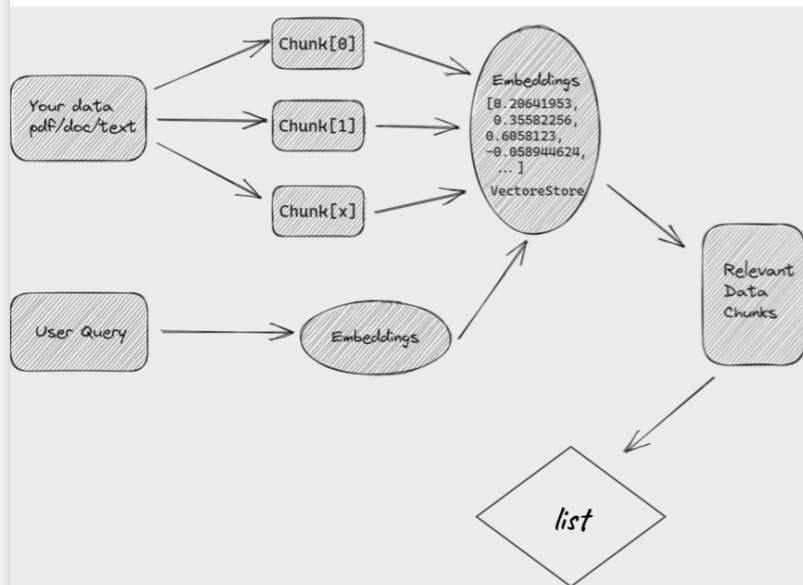 Chunk[0]
Your data
pdf/doc/text
Chunk[1]
Chunk[x]
Embeddings
[0.20641953,
0.35582256,
0.6058123,
-0.058944624,
... ]
VectoreStore
Relevant
Data
Chunks
User Query
Embeddings
list